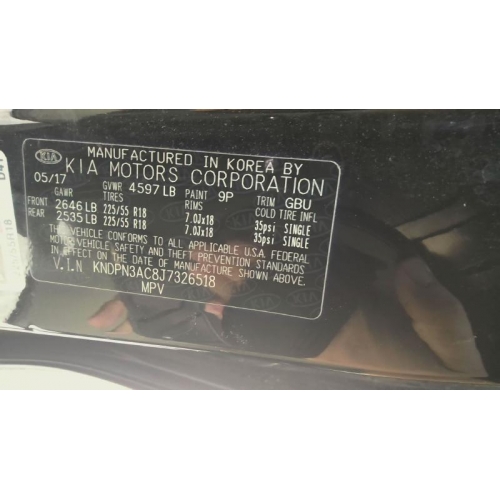 KIA
MANUFACTURED IN KOREA BY
KIA MOTORS CORPORATION
05/17 GVWR 4597 LB PAINT 9P TRIM GBU
GAWR TIRES RIMS COLD TIRE INFL
FRONT 2646 LB 225/55 R18 7.0Jx18 35psi SINGLE
REAR 2535 LB 225/55 R18 7.0Jx18 35psi SINGLE
THIS VEHICLE CONFORMS TO ALL APPLICABLE U.S.A. FEDERAL
MOTOR VEHICLE SAFETY AND THEFT PREVENTION STANDARDS
IN EFFECT ON THE DATE OF MANUFACTURE SHOWN ABOVE.
V.I.N KNDPN3AC8J7326518
MPV